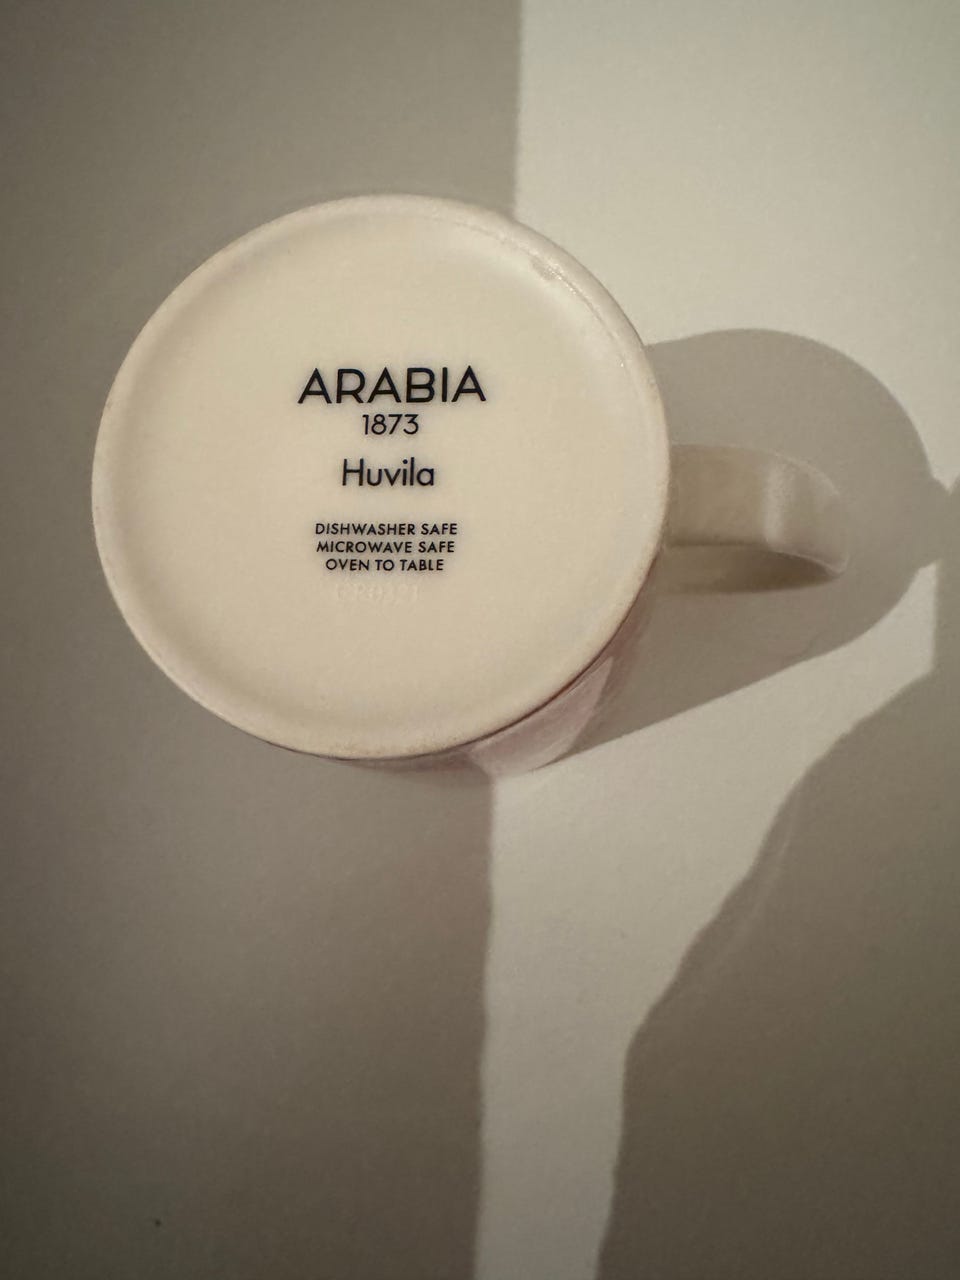 ARABIA
1873
Huvila
DISHWASHER SAFE
MICROWAVE SAFE
OVEN TO TABLE